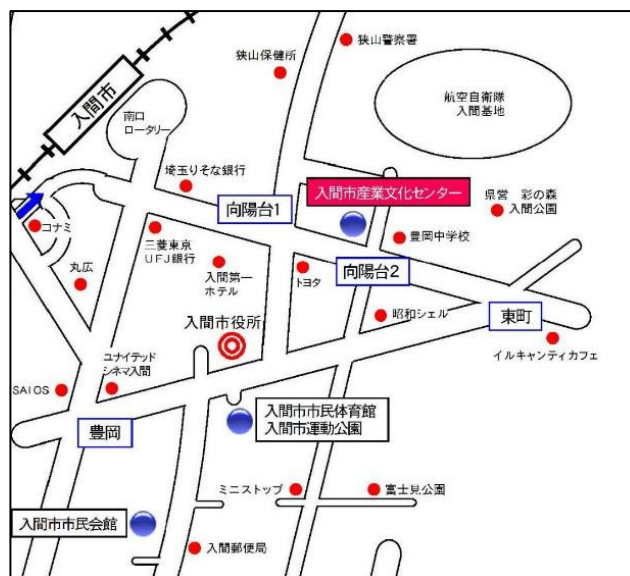 狭山警察署
狭山保健所
航空自衛隊
入間基地
入間市
南口
ロータリー
埼玉りそな銀行
入間市産業文化センター
県営 彩の森
入間公園
向陽台1
コナミ
豊岡中学校
三菱東京
UFJ銀行
向陽台2
丸広
入間第一
ホテル
トヨタ
昭和シェル
東町
入間市役所
イルキャンティカフェ
ユナイテッド
シネマ入間
SAIOS
入間市市民体育館
入間市運動公園
豊岡
ミニストップ
富士見公園
入間市市民会館
入間郵便局